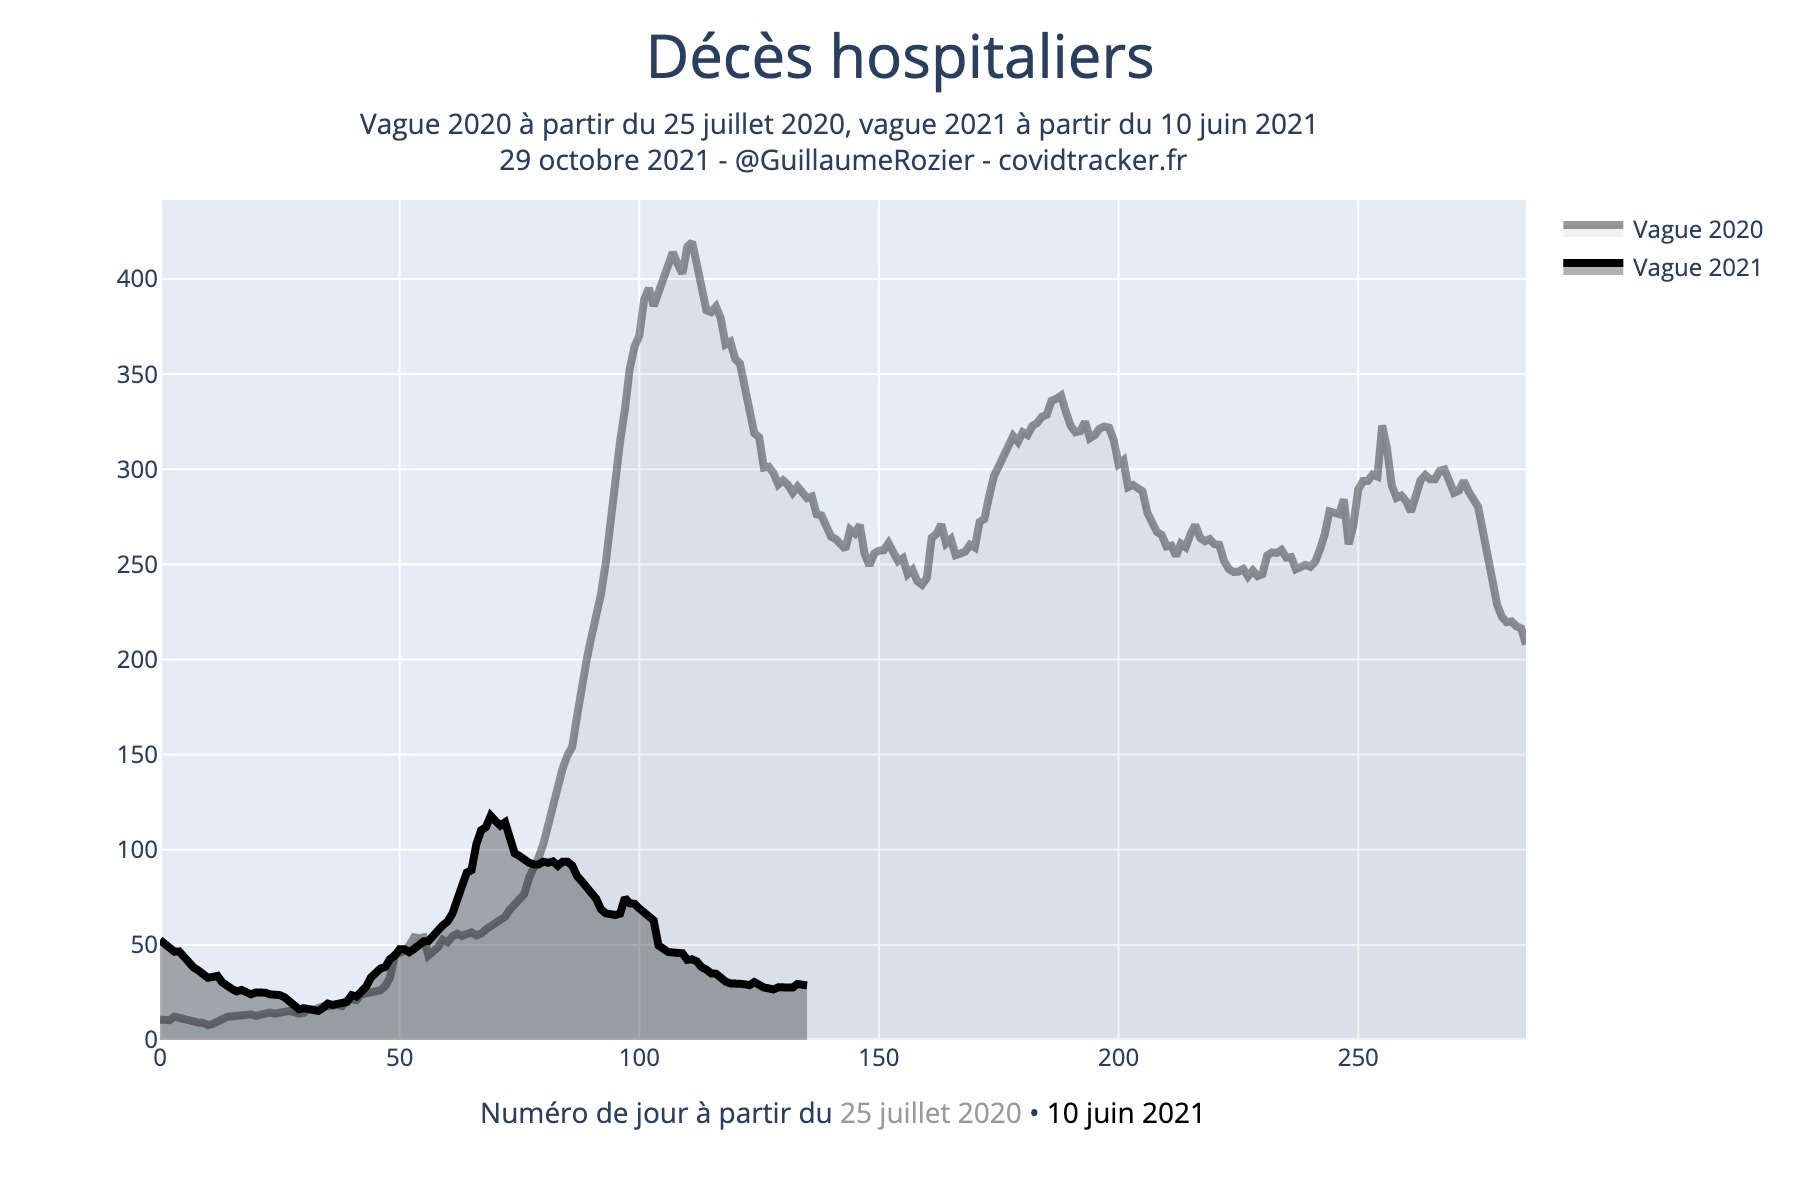 Décès hospitaliers
Vague 2020 à partir du 25 juillet 2020, vague 2021 à partir du 10 juin 2021
29 octobre 2021 - @GuillaumeRozier - covidtracker.fr
Vague 2020
Vague 2021
400
350
300
250
200
150
100
50
0
0 50 100 150 200 250
Numéro de jour à partir du 25 juillet 2020 • 10 juin 2021